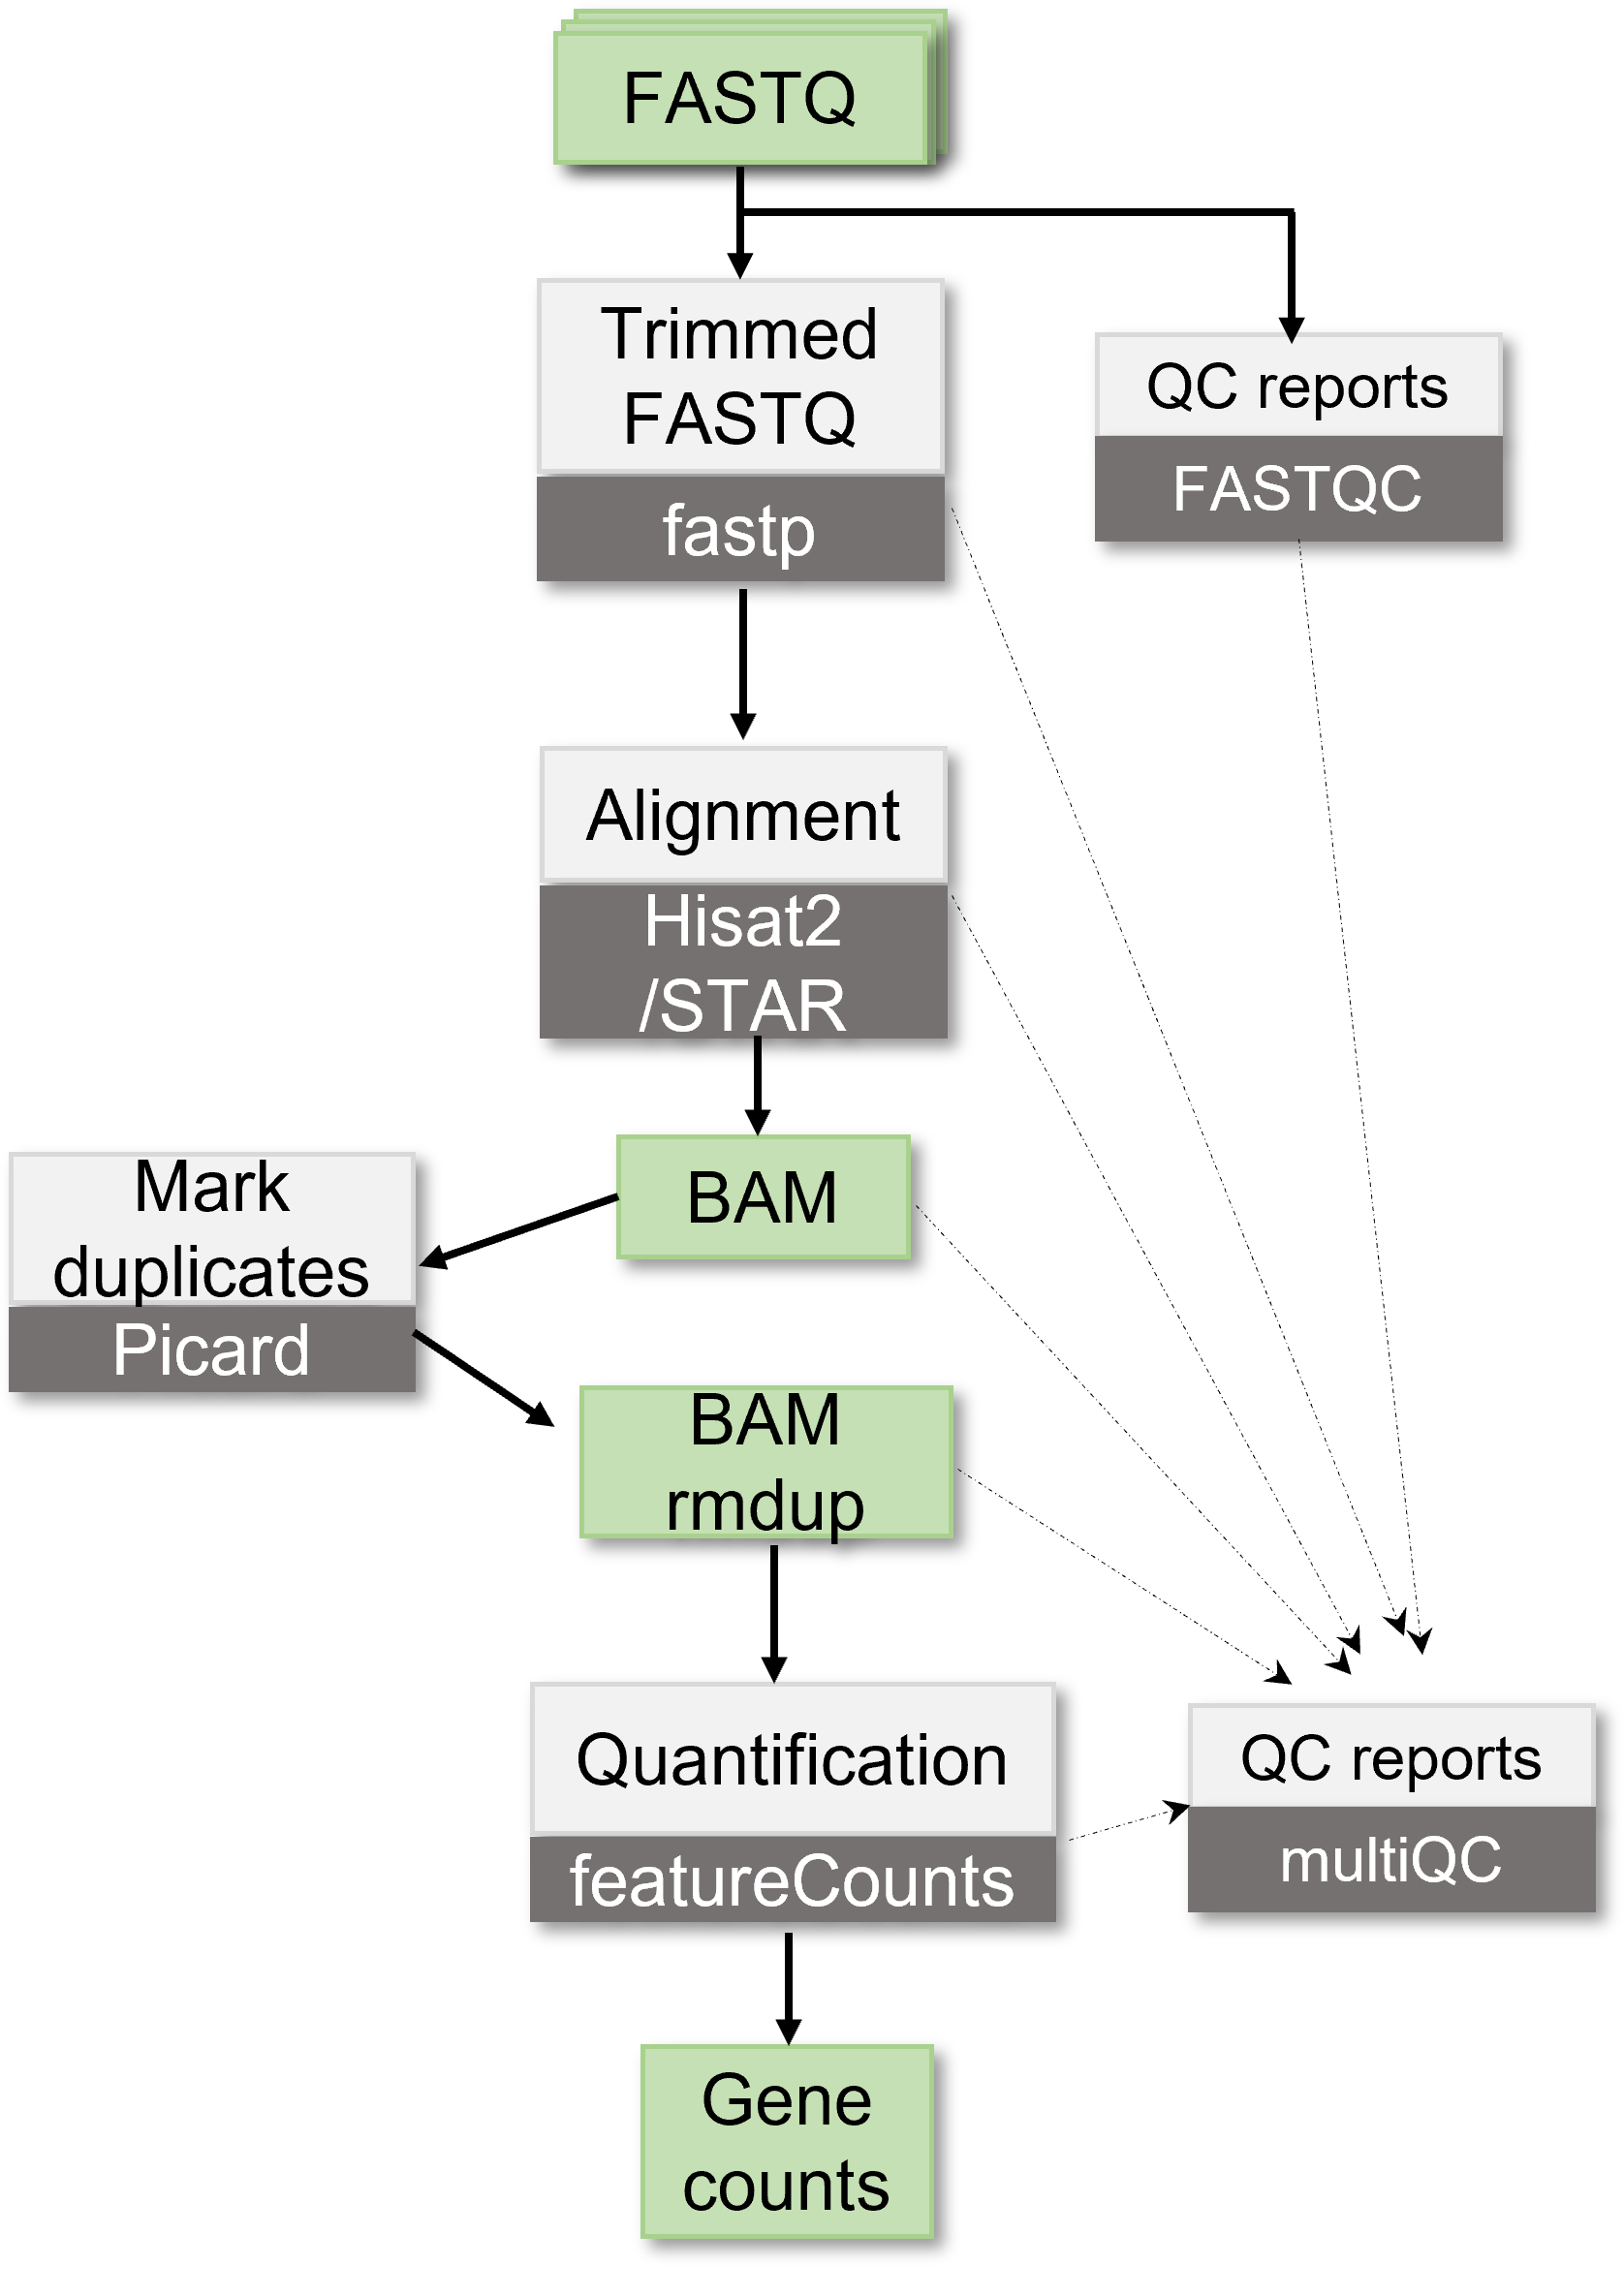 FASTQ
Trimmed
FASTQ
fastp
QC reports
FASTQC
Alignment
Hisat2
/STAR
BAM
Mark
duplicates
Picard
BAM
rmdup
Quantification
featureCounts
QC reports
multiQC
Gene
counts